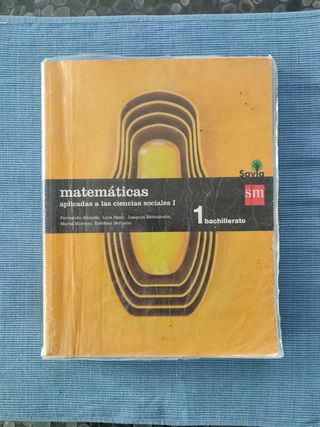 Savia
sm
matemáticas
aplicadas a las ciencias sociales I
Fernando Alcaide, Luis Sanz, Joaquín Hernández,
María Moreno, Esteban Serrano
1 bachillerato